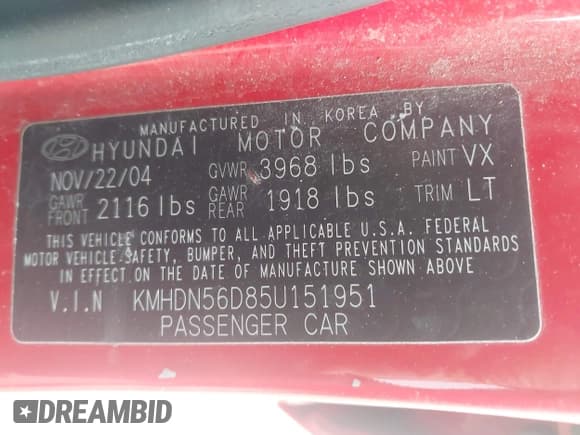 MANUFACTURED IN KOREA BY
HYUNDAI MOTOR COMPANY
NOV/22/04 GVWR 3968 lbs PAINT VX
GAWR FRONT 2116 lbs GAWR REAR 1918 lbs TRIM LT
THIS VEHICLE CONFORMS TO ALL APPLICABLE U.S.A. FEDERAL
MOTOR VEHICLE SAFETY, BUMPER, AND THEFT PREVENTION STANDARDS
IN EFFECT ON THE DATE OF MANUFACTURE SHOWN ABOVE.
V.I.N KMHDN56D85U151951
PASSENGER CAR
DREAMBID